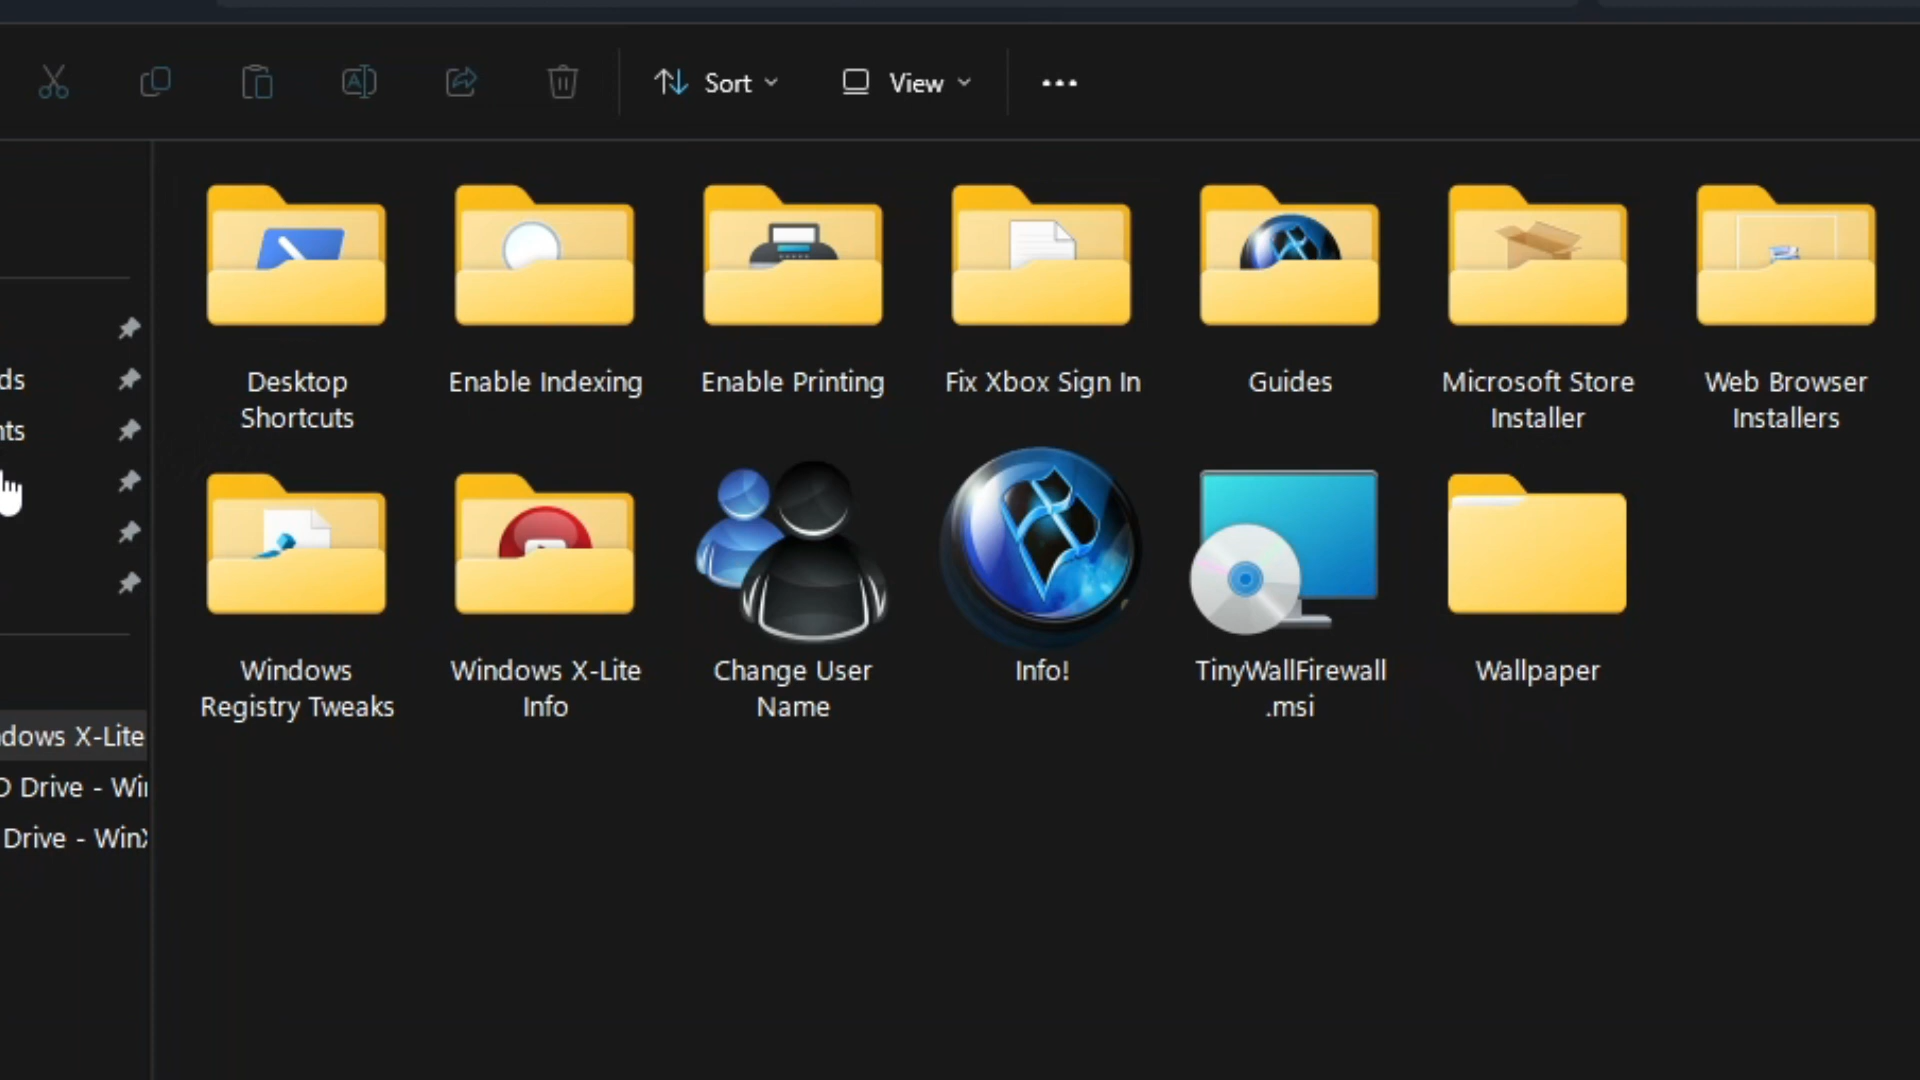 Sort
View
Desktop
Shortcuts
Enable Indexing
Enable Printing
Fix Xbox Sign In
Guides
Microsoft Store
Installer
Web Browser
Installers
Windows
Registry Tweaks
Windows X-Lite
Info
Change User
Name
Info!
TinyWallFirewall
.msi
Wallpaper
ds
nts
dows X-Lite
Drive - Wi
Drive - Win